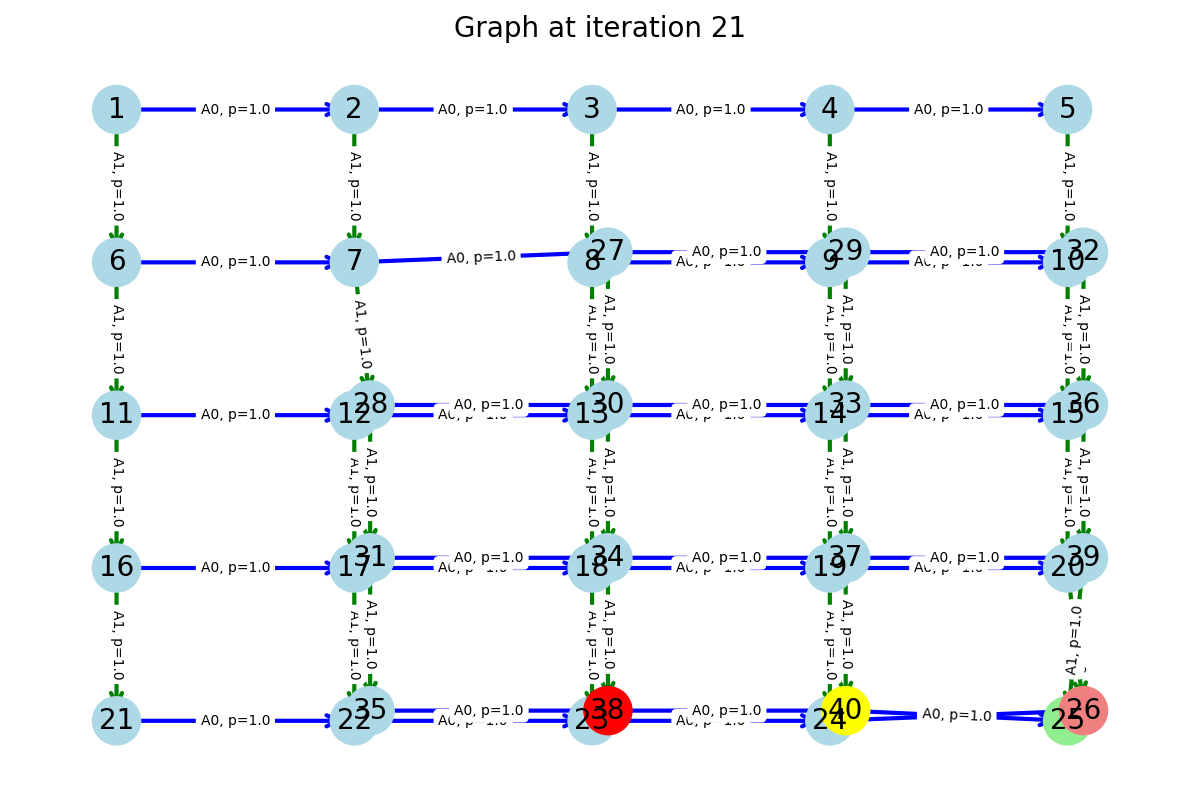 Graph at iteration 21
1 A0, p=1.0 2 A0, p=1.0 3 A0, p=1.0 4 A0, p=1.0 5
A1, p=1.0 A1, p=1.0 A1, p=1.0 A1, p=1.0 A1, p=1.0
6 A0, p=1.0 7 A0, p=1.0 8 27 A0, p=1.0 9 29 A0, p=1.0 10 32
A0, p=1.0 A0, p=1.0
A1, p=1.0 A1, p=1.0 A1, p=1.0 A1, p=1.0 A1, p=1.0 A1, p=1.0 A1, p=1.0 A1, p=1.0
11 A0, p=1.0 12 28 A0, p=1.0 13 30 A0, p=1.0 14 33 A0, p=1.0 15 36
A0, p=1.0 A0, p=1.0 A0, p=1.0
A1, p=1.0 A1, p=1.0 A1, p=1.0 A1, p=1.0 A1, p=1.0 A1, p=1.0 A1, p=1.0 A1, p=1.0 A1, p=1.0
16 A0, p=1.0 17 31 A0, p=1.0 18 34 A0, p=1.0 19 37 A0, p=1.0 20 39
A0, p=1.0 A0, p=1.0 A0, p=1.0
A1, p=1.0 A1, p=1.0 A1, p=1.0 A1, p=1.0 A1, p=1.0 A1, p=1.0 A1, p=1.0 A1, p=1.0
21 A0, p=1.0 22 35 A0, p=1.0 23 38 A0, p=1.0 24 40 A0, p=1.0 25 26
A0, p=1.0 A0, p=1.0